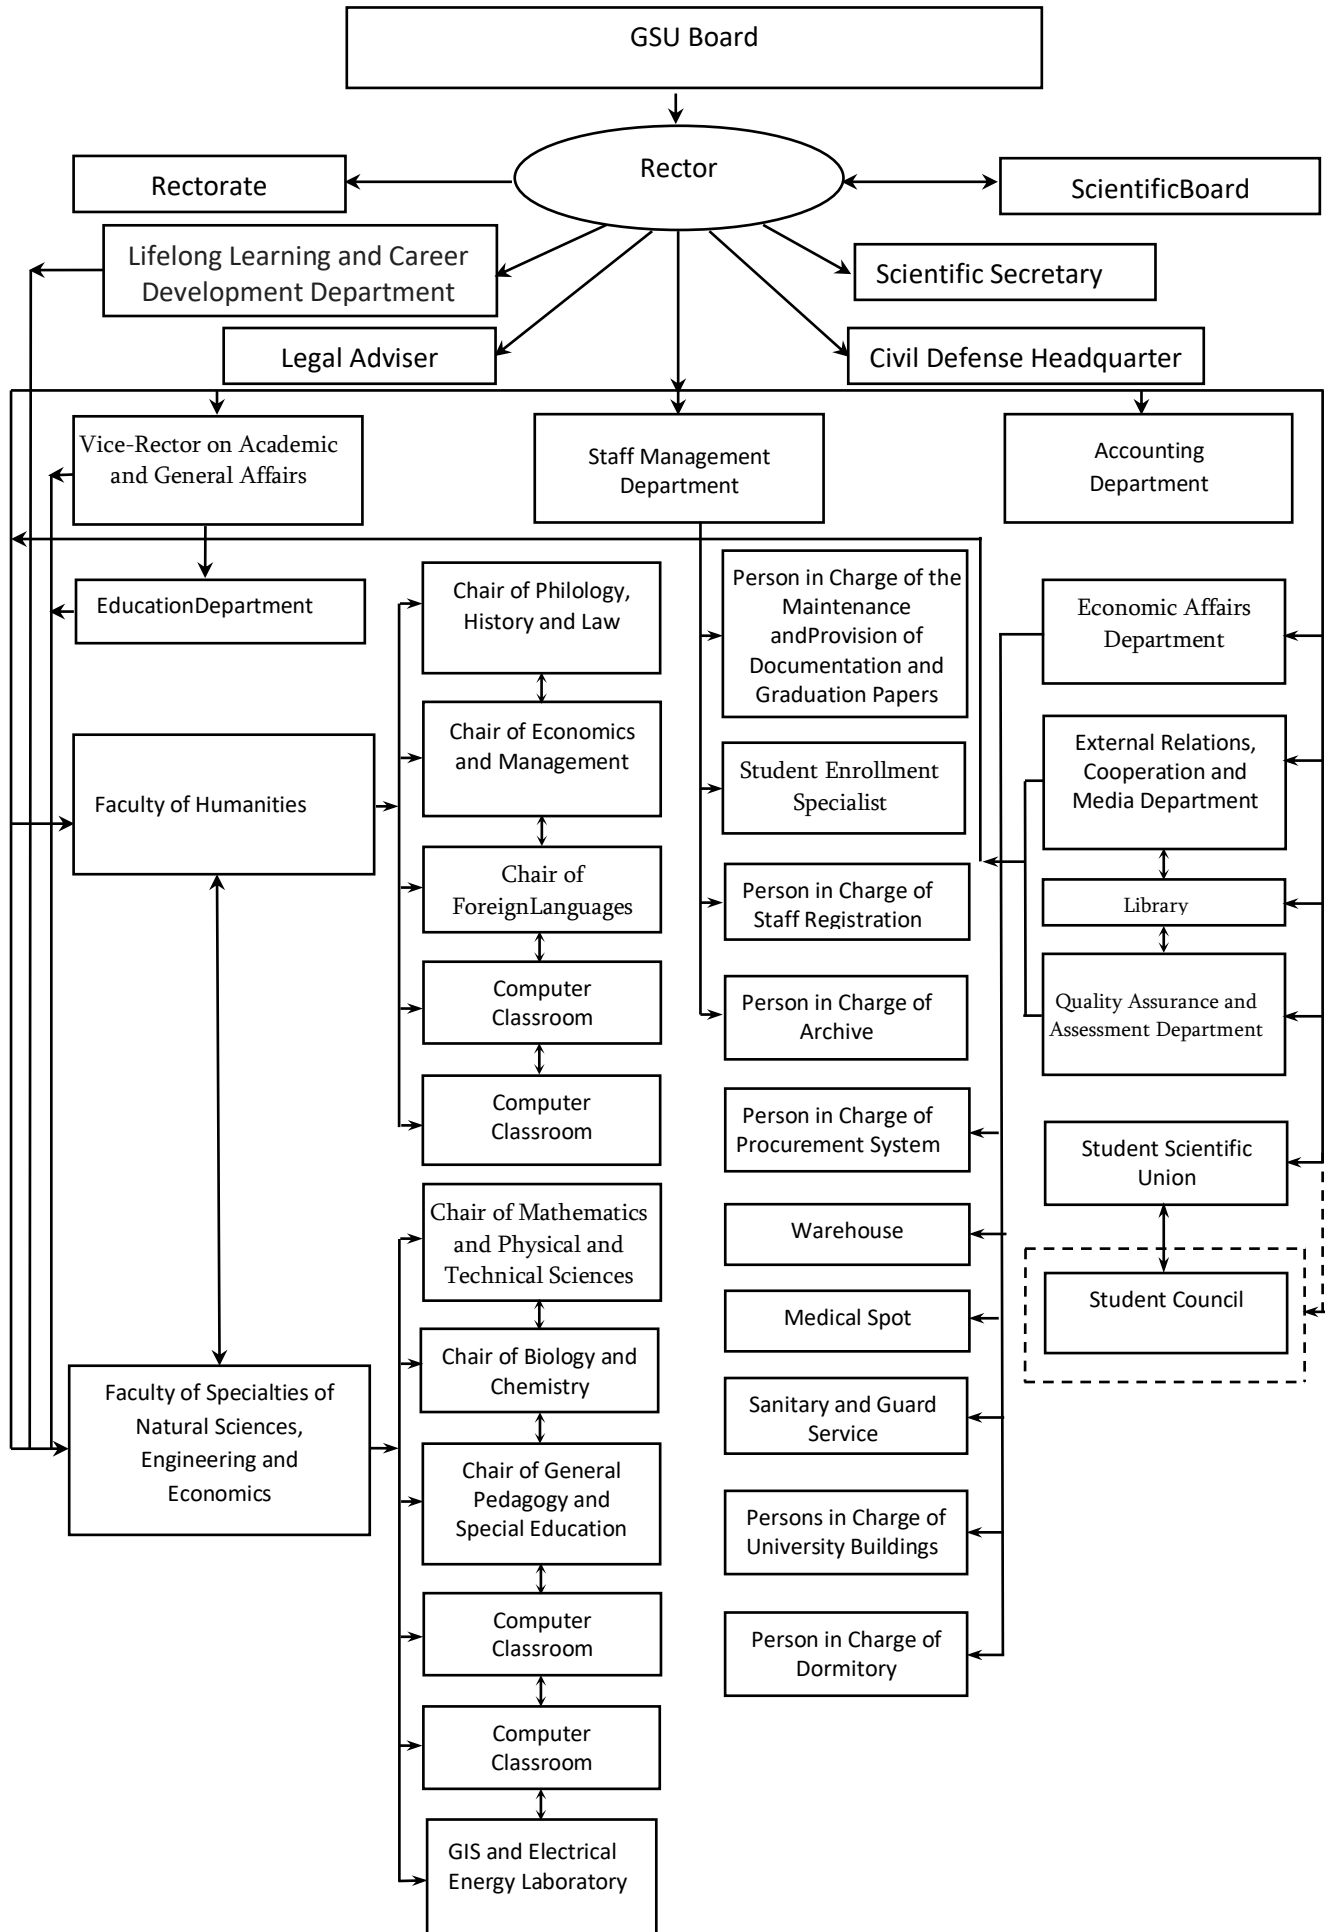 GSU Board
Rector
Rectorate
ScientificBoard
Lifelong Learning and Career
Development Department
Scientific Secretary
Legal Adviser
Civil Defense Headquarter
Vice-Rector on Academic
and General Affairs
Staff Management
Department
Accounting
Department
EducationDepartment
Faculty of Humanities
Faculty of Specialties of
Natural Sciences,
Engineering and
Economics
Chair of Philology,
History and Law
Chair of Economics
and Management
Chair of
ForeignLanguages
Computer
Classroom
Computer
Classroom
Chair of Mathematics
and Physical and
Technical Sciences
Chair of Biology and
Chemistry
Chair of General
Pedagogy and
Special Education
Computer
Classroom
Computer
Classroom
GIS and Electrical
Energy Laboratory
Person in Charge of the
Maintenance
andProvision of
Documentation and
Graduation Papers
Student Enrollment
Specialist
Person in Charge of
Staff Registration
Person in Charge of
Archive
Person in Charge of
Procurement System
Warehouse
Medical Spot
Sanitary and Guard
Service
Persons in Charge of
University Buildings
Person in Charge of
Dormitory
Economic Affairs
Department
External Relations,
Cooperation and
Media Department
Library
Quality Assurance and
Assessment Department
Student Scientific
Union
Student Council